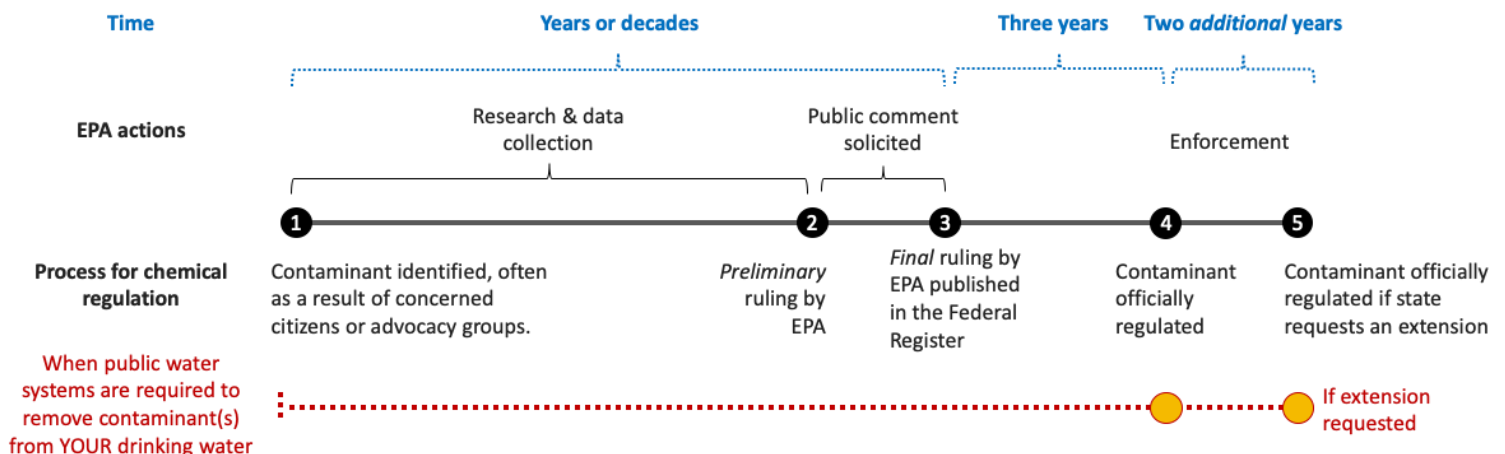 Time
Years or decades
Three years
Two additional years
EPA actions
Research & data
collection
Public comment
solicited
Enforcement
1
2
3
4
5
Process for chemical
regulation
Contaminant identified, often
as a result of concerned
citizens or advocacy groups.
Preliminary
ruling by
EPA
Final ruling by
EPA published
in the Federal
Register
Contaminant
officially
regulated
Contaminant officially
regulated if state
requests an extension
When public water
systems are required to
remove contaminant(s)
from YOUR drinking water
If extension
requested